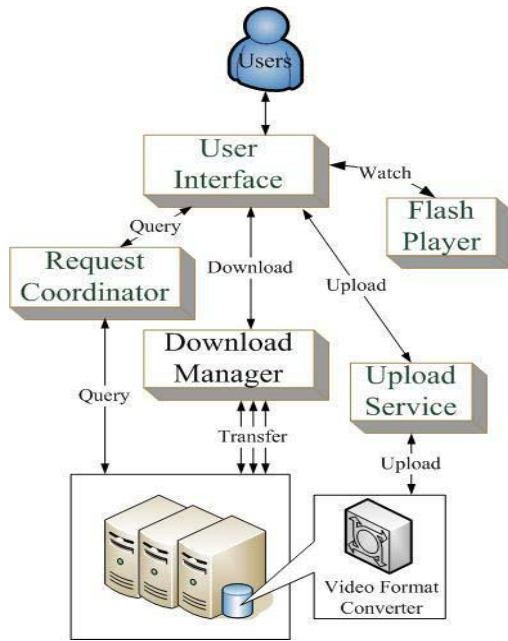 Users
User
Interface
Watch
Flash
Player
Query
Request
Coordinator
Download
Upload
Download
Manager
Upload
Service
Query
Transfer
Upload
Video Format
Converter